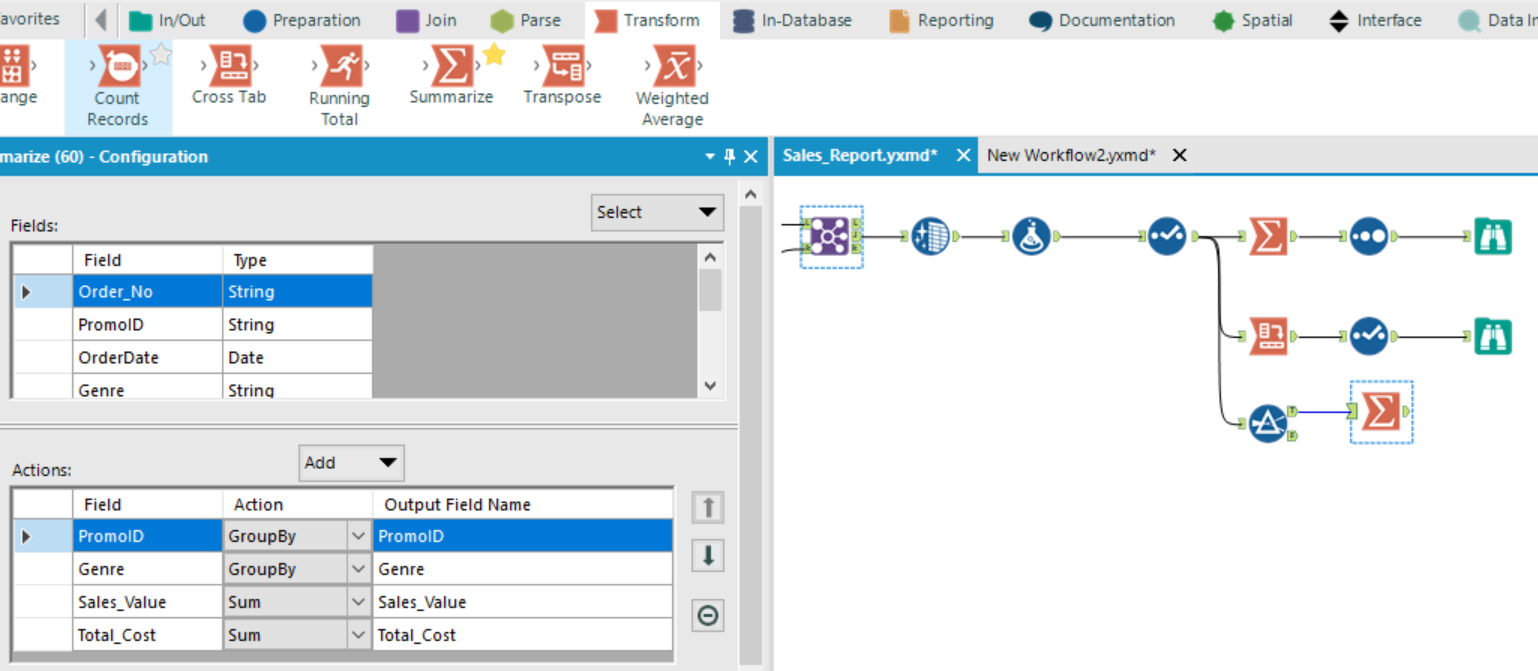 avorites In/Out Preparation Join Parse Transform In-Database Reporting Documentation Spatial Interface Data In
ange Count Records Cross Tab Running Total Summarize Transpose Weighted Average
marize (60) - Configuration
Sales_Report.yxmd* New Workflow2.yxmd*
Select
Fields:
Field Type
Order_No String
PromoID String
OrderDate Date
Genre String
Actions:
Add
Field Action Output Field Name
PromoID GroupBy PromoID
Genre GroupBy Genre
Sales_Value Sum Sales_Value
Total_Cost Sum Total_Cost